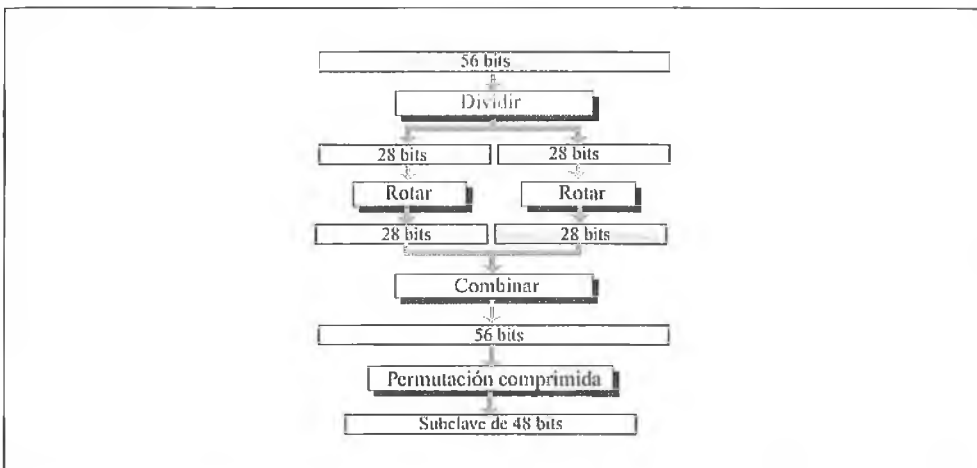 56 bits
Dividir
28 bits 28 bits
Rotar Rotar
28 bits 28 bits
Combinar
56 bits
Permutación comprimida
Subclave de 48 bits